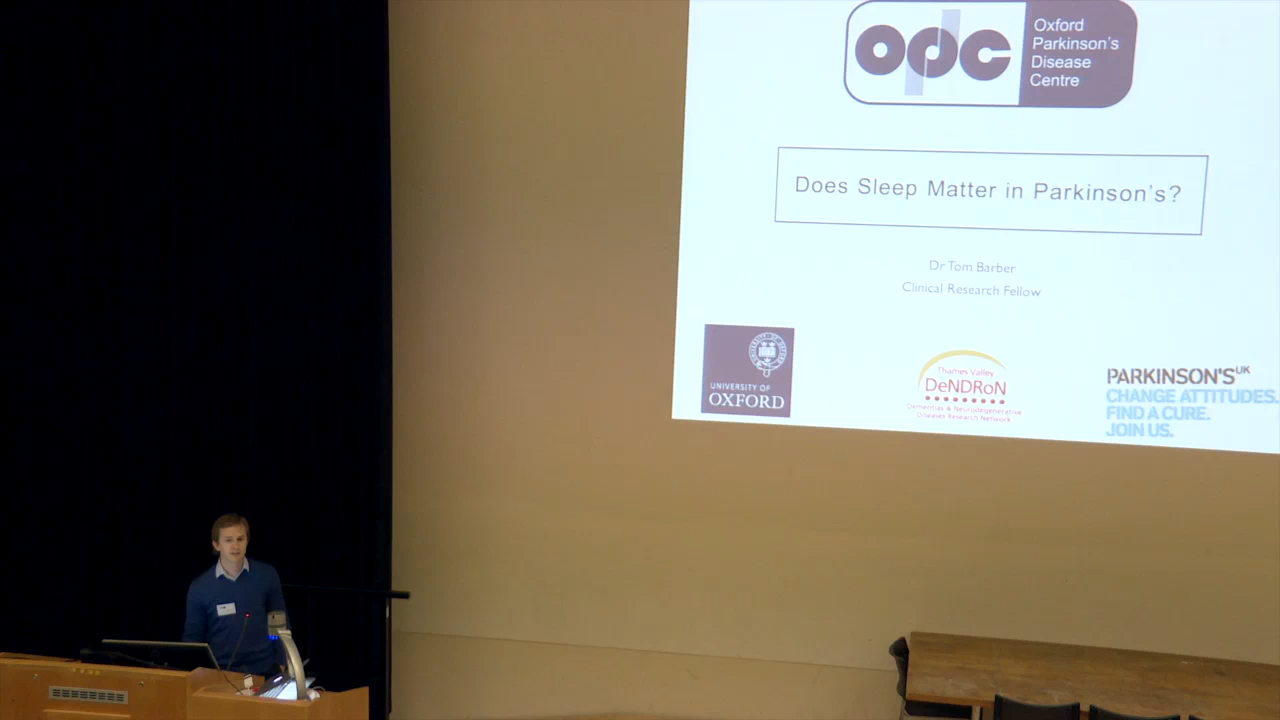 opdc
Oxford
Parkinson's
Disease
Centre
Does Sleep Matter in Parkinson's?
Dr Tom Barber
Clinical Research Fellow
UNIVERSITY OF
OXFORD
Thames Valley
DeNDRoN
Dementias & Neurodegenerative
Diseases Research Network
PARKINSON'S UK
CHANGE ATTITUDES.
FIND A CURE.
JOIN US.